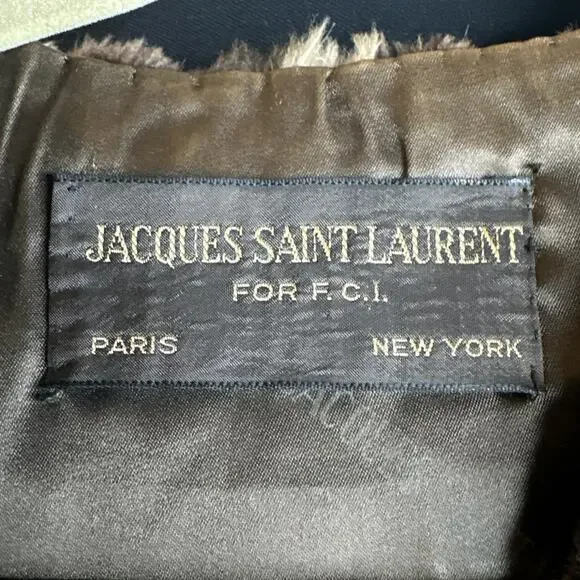 JACQUES SAINT LAURENT
FOR F.C.I.
PARIS NEW YORK